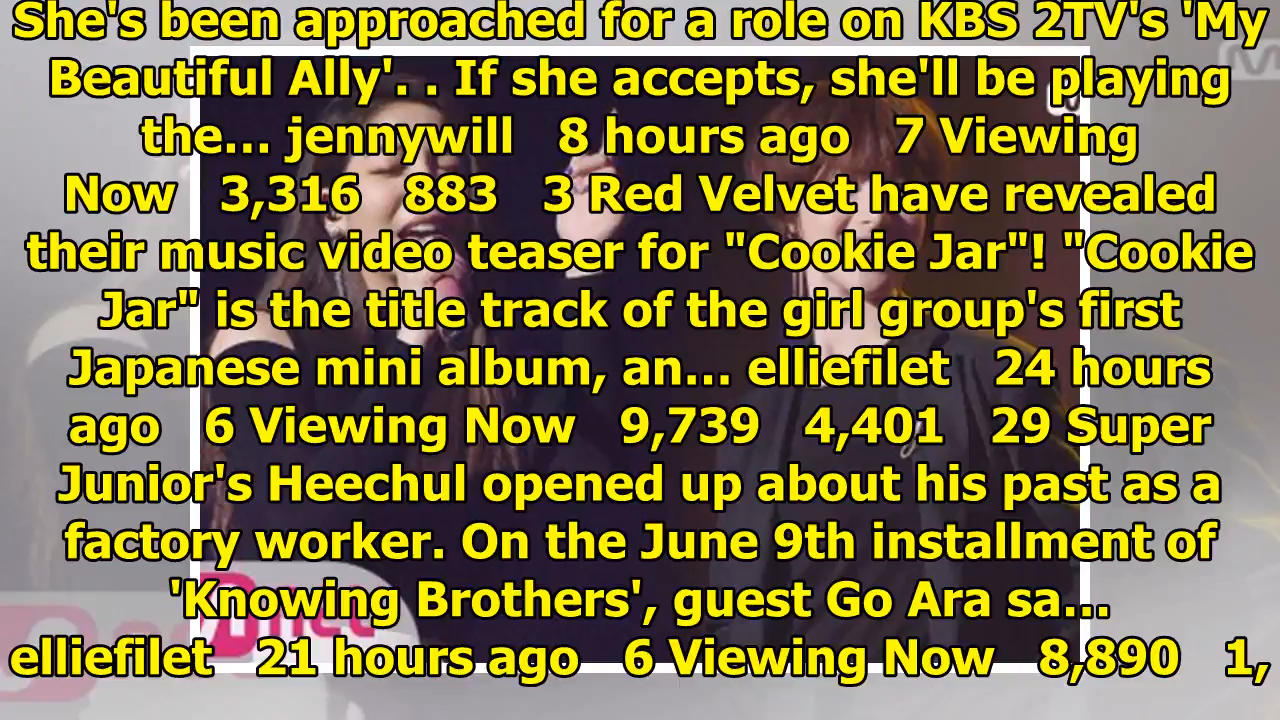 She's been approached for a role on KBS 2TV's 'My
Beautiful Ally'. . If she accepts, she'll be playing
the... jennywill 8 hours ago 7 Viewing
Now 3,316 883 3 Red Velvet have revealed
their music video teaser for "Cookie Jar"! "Cookie
Jar" is the title track of the girl group's first
Japanese mini album, an... elliefilet 24 hours
ago 6 Viewing Now 9,739 4,401 29 Super
Junior's Heechul opened up about his past as a
factory worker. On the June 9th installment of
'Knowing Brothers', guest Go Ara sa...
elliefilet 21 hours ago 6 Viewing Now 8,890 1,